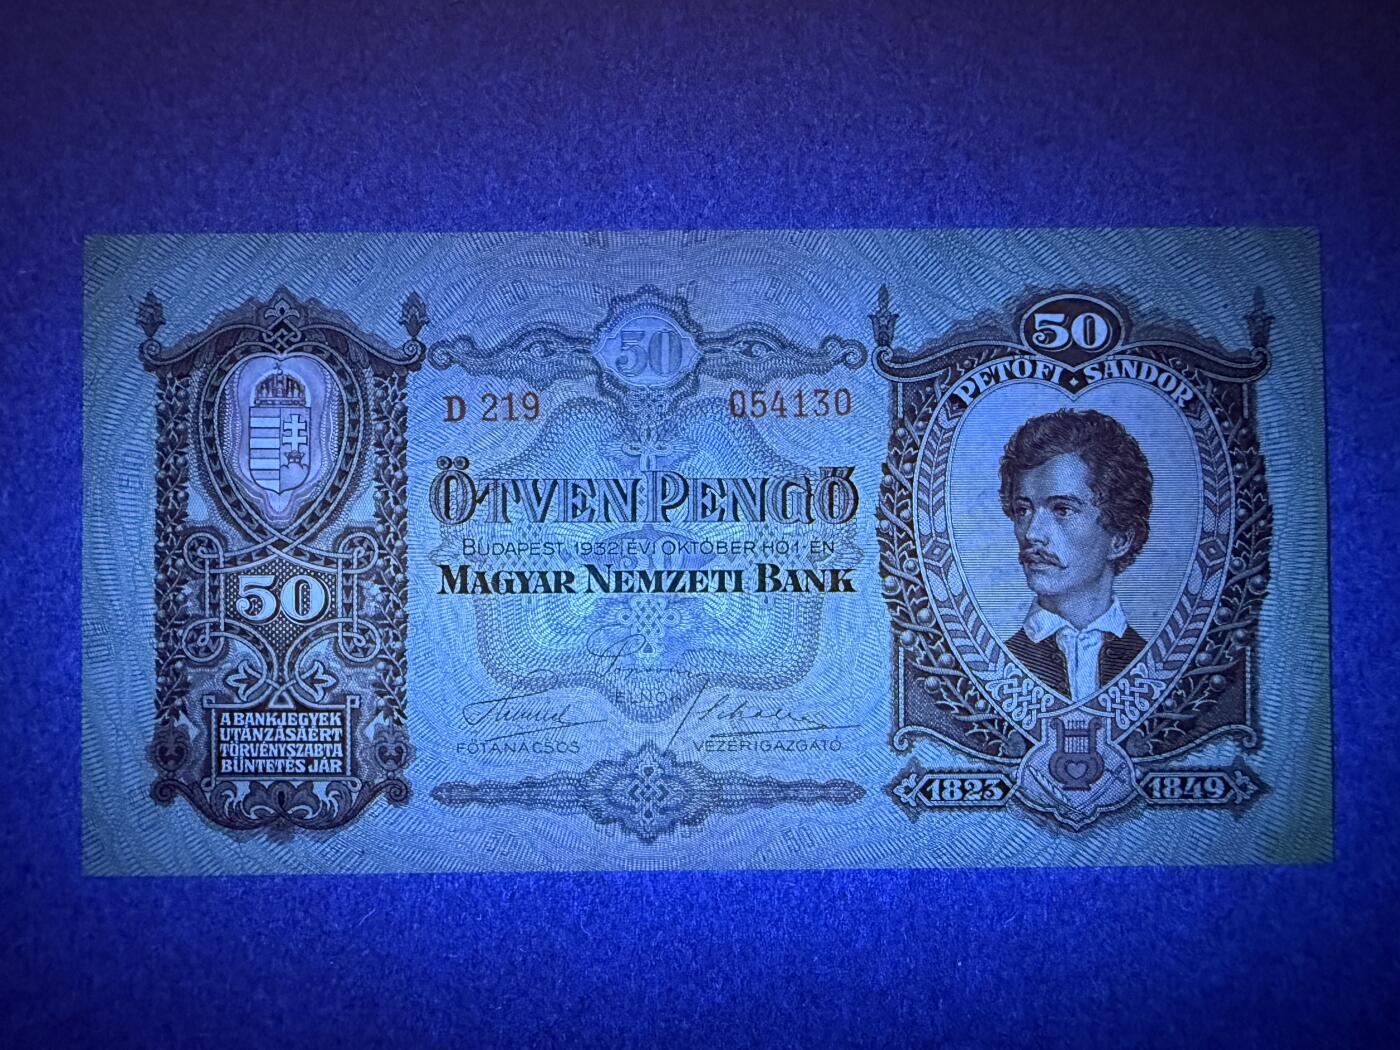 50
D 219 054130
ÖTVEN PENGŐ
BUDAPEST, 1932 ÉVI OKTÓBER HÓ 1-ÉN
MAGYAR NEMZETI BANK
ELNÖK
FŐTANÁCSOS
VEZÉRIGAZGATÓ
50
A BANKJEGYEK
UTÁNZÁSÁÉRT
TÖRVÉNYSZABTA
BÜNTETÉS JÁR
50
PETŐFI • SÁNDOR
1823 1849